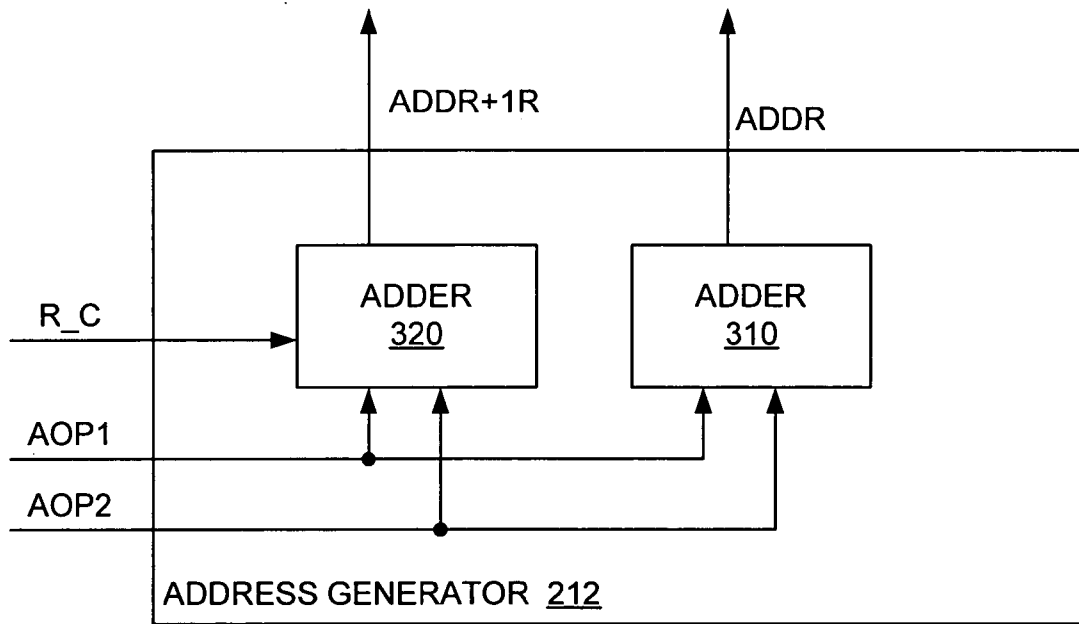 ADDR+1R
ADDR
ADDER
320
ADDER
310
R_C
AOP1
AOP2
ADDRESS GENERATOR 212